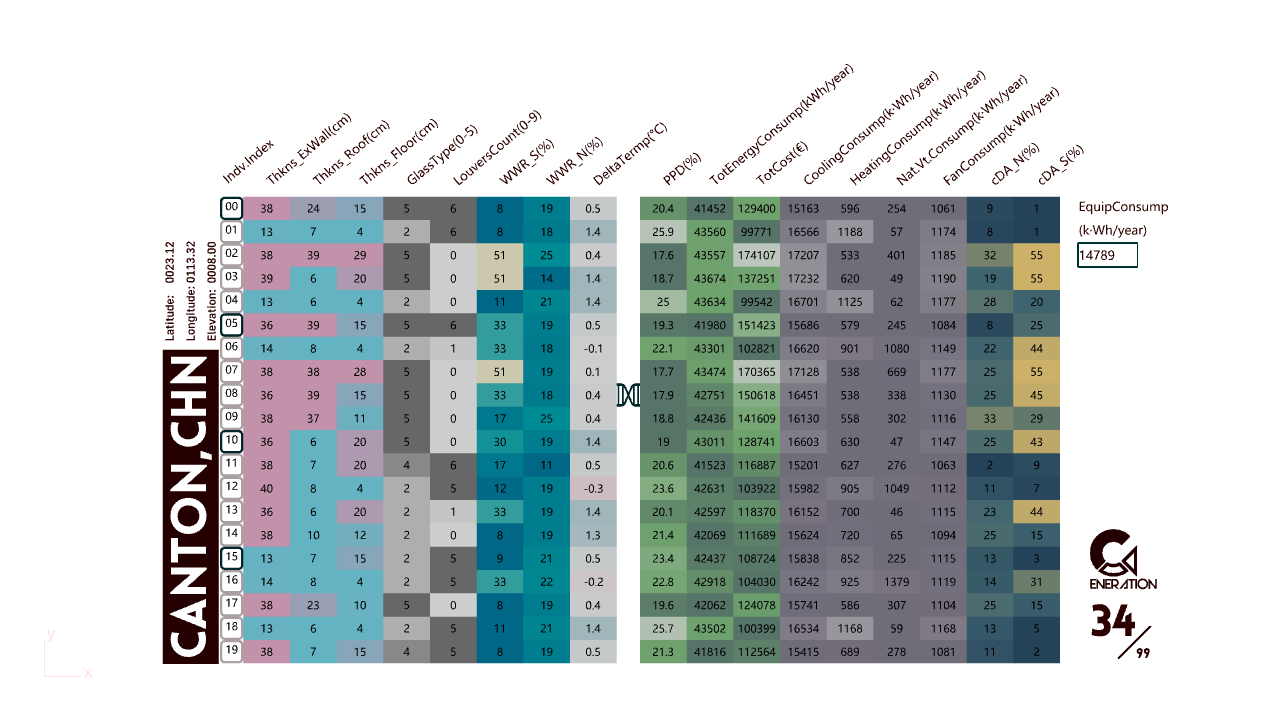 Indv.Index Thkns_ExWall(cm) Thkns_Roof(cm) Thkns_Floor(cm) GlassType(0-5) LouversCount(0-9) WWR_S(%) WWR_N(%) DeltaTermp(°C) PPD(%) TotEnergyConsump(kWh/year) TotCost(€) CoolingConsump(k·Wh/year) HeatingConsump(k·Wh/year) Nat.Vt.Consump(k·Wh/year) FanConsump(k·Wh/year) cDA_N(%) cDA_S(%)
00 38 24 15 5 6 8 19 0.5 20.4 41452 129400 15163 596 254 1061 9 1
01 13 7 4 2 6 8 18 1.4 25.9 43560 99771 16566 1188 57 1174 8 1
02 38 39 29 5 0 51 25 0.4 17.6 43557 174107 17207 533 401 1185 32 55
03 39 6 20 5 0 51 14 1.4 18.7 43674 137251 17232 620 49 1190 19 55
04 13 6 4 2 0 11 21 1.4 25 43634 99542 16701 1125 62 1177 28 20
05 36 39 15 5 6 33 19 0.5 19.3 41980 151423 15686 579 245 1084 8 25
06 14 8 4 2 1 33 18 -0.1 22.1 43301 102821 16620 901 1080 1149 22 44
07 38 38 28 5 0 51 19 0.1 17.7 43474 170365 17128 538 669 1177 25 55
08 36 39 15 5 0 33 18 0.4 17.9 42751 150618 16451 558 338 1130 25 45
09 38 37 11 5 0 17 25 0.4 18.8 42436 141609 16130 558 302 1116 33 29
10 36 6 20 5 0 30 19 1.4 19 43011 128741 16603 630 47 1147 25 43
11 38 7 20 4 6 17 11 0.5 20.6 41523 116887 15201 627 276 1063 2 9
12 40 8 4 2 5 12 19 -0.3 23.6 42631 103922 15982 905 1049 1112 11 7
13 36 6 20 2 1 33 19 1.4 20.1 42597 118370 16152 700 46 1115 23 44
14 38 10 12 2 0 8 19 1.3 21.4 42069 111689 15624 720 65 1094 25 15
15 13 7 15 2 5 9 21 0.5 23.4 42437 108724 15838 852 225 1115 13 3
16 14 8 4 2 5 33 22 -0.2 22.8 42918 104030 16242 925 1379 1119 14 31
17 38 23 10 5 0 8 19 0.4 19.6 42062 124078 15741 586 307 1104 25 15
18 13 6 4 2 5 11 21 1.4 25.7 43502 100399 16534 1168 59 1168 13 5
19 38 7 15 4 5 8 19 0.5 21.3 41816 112564 15415 689 278 1081 11 2
Latitude: 0023.12
Longitude: 0113.32
Elevation: 0008.00
CANTON,CHN
EquipConsump
(k·Wh/year)
14789
GENERATION
34/99
y
x